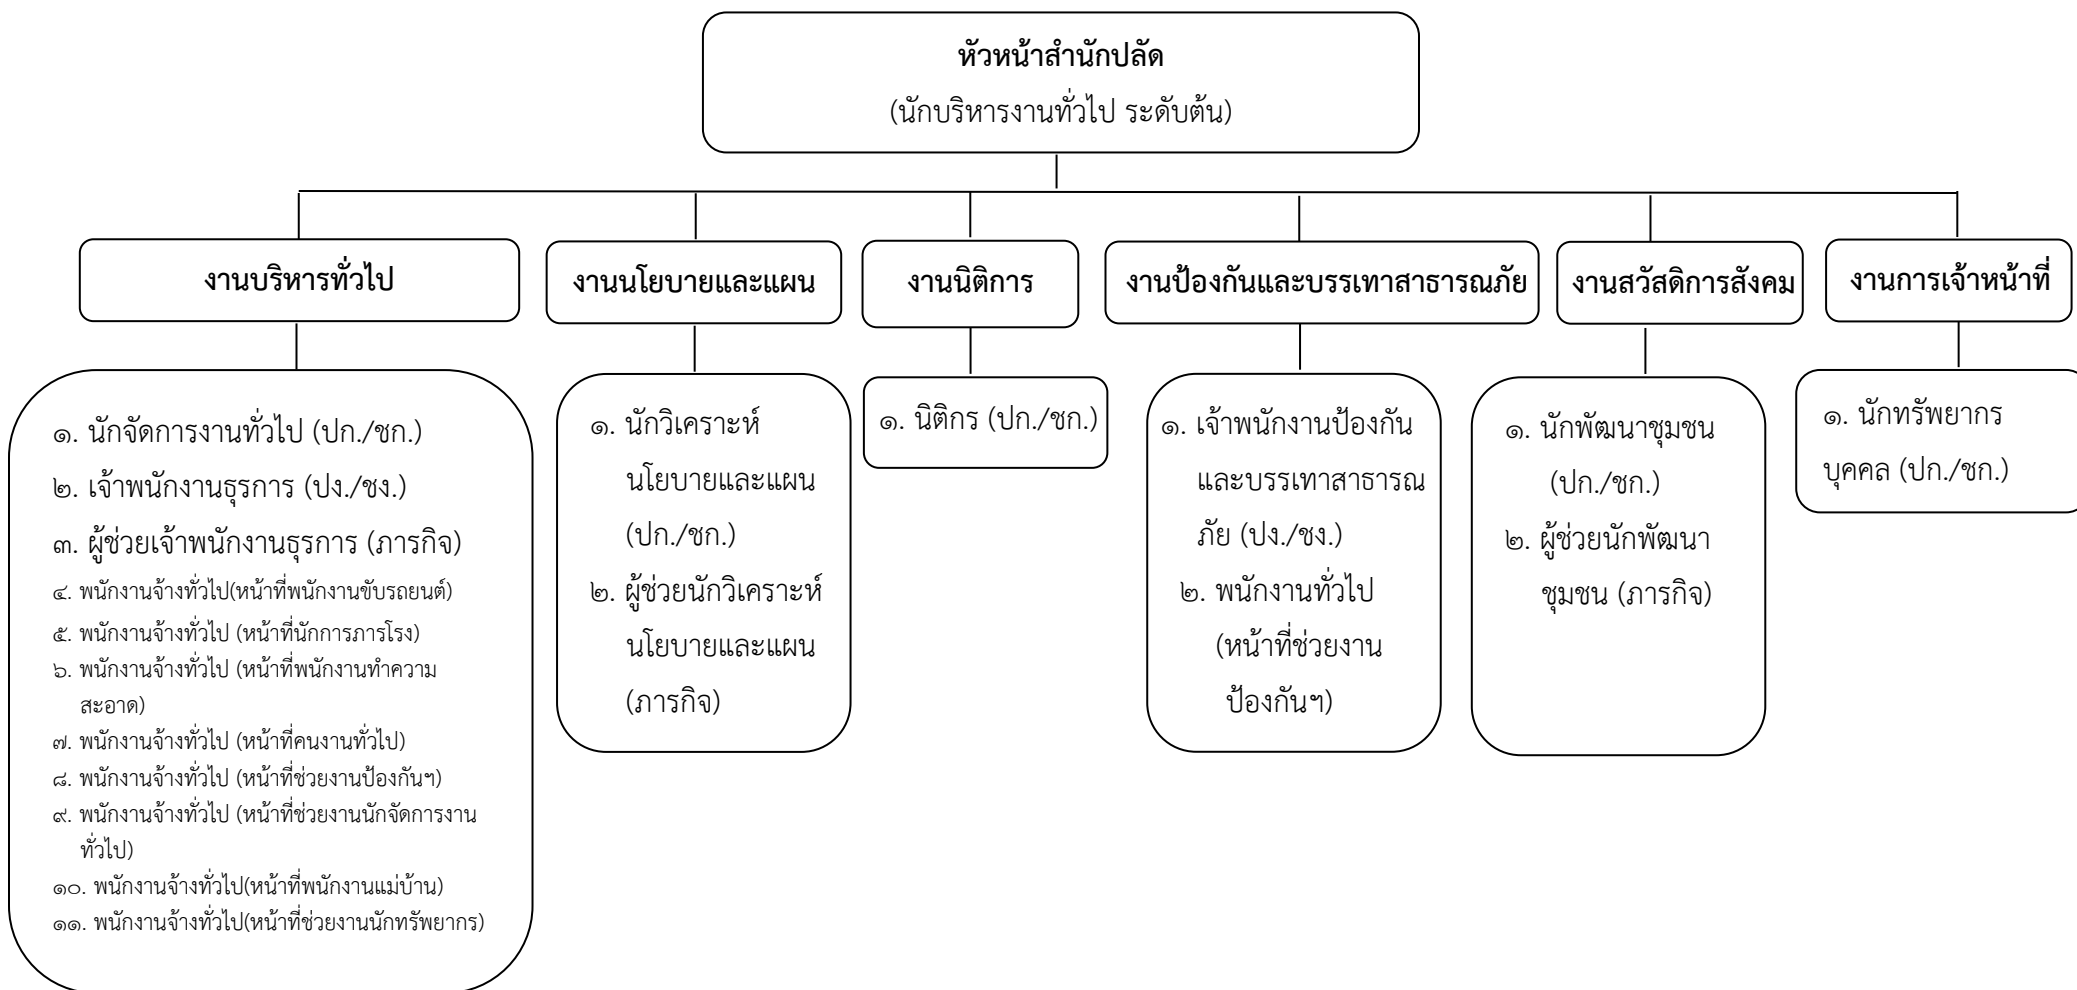 หัวหน้าสำนักปลัด
(นักบริหารงานทั่วไป ระดับต้น)
งานบริหารทั่วไป
งานนโยบายและแผน
งานนิติการ
งานป้องกันและบรรเทาสาธารณภัย
งานสวัสดิการสังคม
งานการเจ้าหน้าที่
๑. นักจัดการงานทั่วไป (ปก./ชก.)
๒. เจ้าพนักงานธุรการ (ปง./ชง.)
๓. ผู้ช่วยเจ้าพนักงานธุรการ (ภารกิจ)
๔. พนักงานจ้างทั่วไป(หน้าที่พนักงานขับรถยนต์)
๕. พนักงานจ้างทั่วไป (หน้าที่นักการภารโรง)
๖. พนักงานจ้างทั่วไป (หน้าที่พนักงานทำความ
สะอาด)
๗. พนักงานจ้างทั่วไป (หน้าที่คนงานทั่วไป)
๘. พนักงานจ้างทั่วไป (หน้าที่ช่วยงานป้องกันฯ)
๙. พนักงานจ้างทั่วไป (หน้าที่ช่วยงานนักจัดการงาน
ทั่วไป)
๑๐. พนักงานจ้างทั่วไป(หน้าที่พนักงานแม่บ้าน)
๑๑. พนักงานจ้างทั่วไป(หน้าที่ช่วยงานนักทรัพยากร)
๑. นักวิเคราะห์
นโยบายและแผน
(ปก./ชก.)
๒. ผู้ช่วยนักวิเคราะห์
นโยบายและแผน
(ภารกิจ)
๑. นิติกร (ปก./ชก.)
๑. เจ้าพนักงานป้องกัน
และบรรเทาสาธารณ
ภัย (ปง./ชง.)
๒. พนักงานทั่วไป
(หน้าที่ช่วยงาน
ป้องกันฯ)
๑. นักพัฒนาชุมชน
(ปก./ชก.)
๒. ผู้ช่วยนักพัฒนา
ชุมชน (ภารกิจ)
๑. นักทรัพยากร
บุคคล (ปก./ชก.)